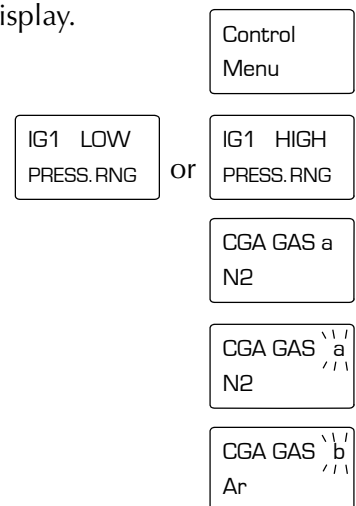 isplay.
Control
Menu
IG1 LOW
PRESS.RNG
or
IG1 HIGH
PRESS.RNG
CGA GAS a
N2
CGA GAS a
N2
CGA GAS b
Ar